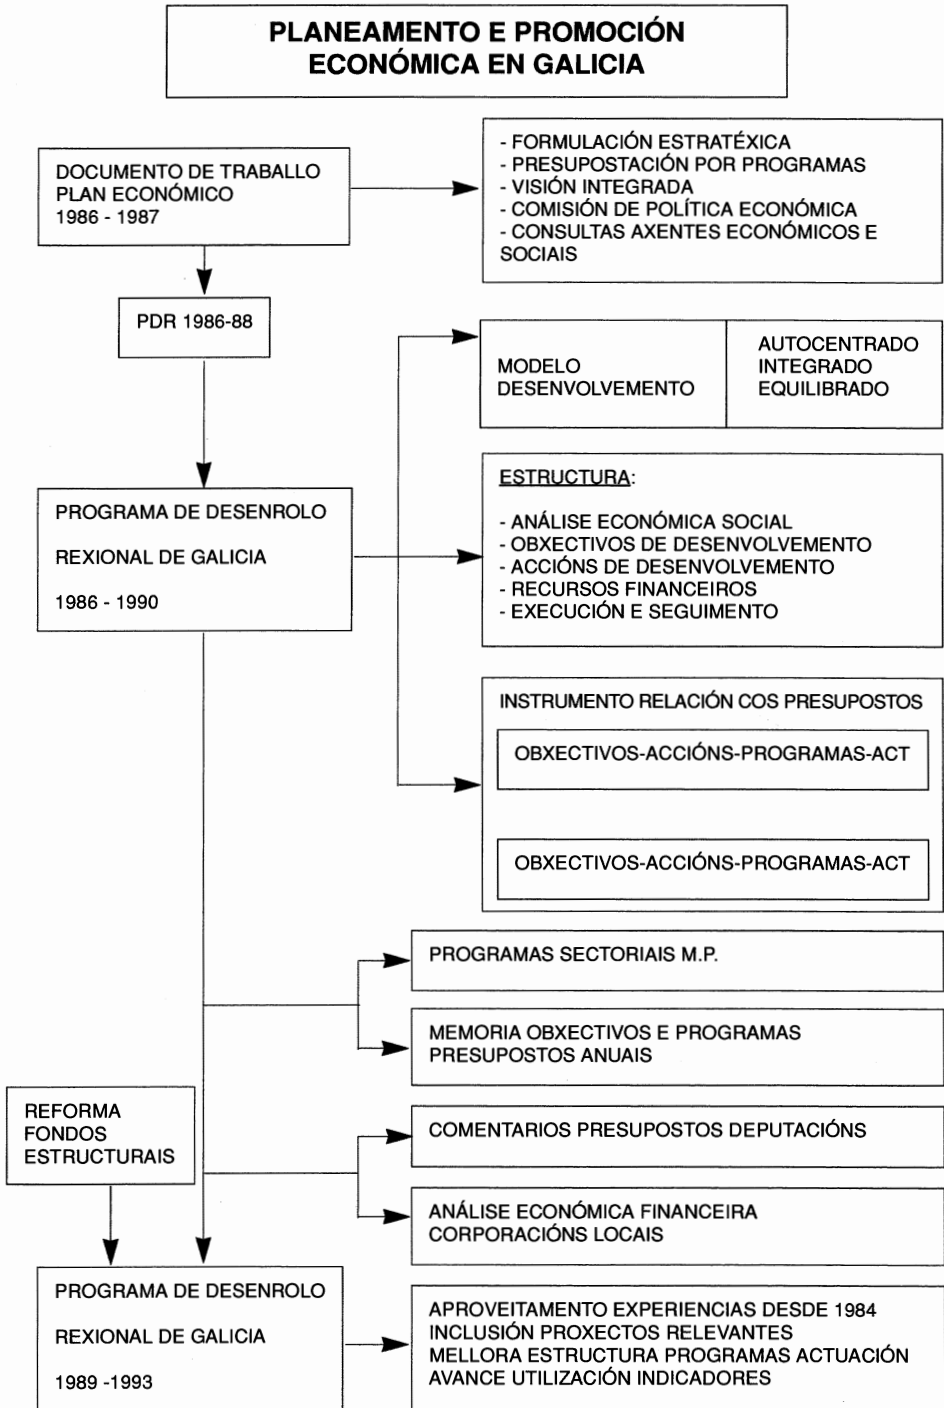 PLANEAMENTO E PROMOCIÓN
ECONÓMICA EN GALICIA
DOCUMENTO DE TRABALLO
PLAN ECONÓMICO
1986 - 1987
- FORMULACIÓN ESTRATÉXICA
- PRESUPOSTACIÓN POR PROGRAMAS
- VISIÓN INTEGRADA
- COMISIÓN DE POLÍTICA ECONÓMICA
- CONSULTAS AXENTES ECONÓMICOS E
SOCIAIS
PDR 1986-88
MODELO
DESENVOLVEMENTO
AUTOCENTRADO
INTEGRADO
EQUILIBRADO
PROGRAMA DE DESENROLO
REXIONAL DE GALICIA
1986 - 1990
ESTRUCTURA:
- ANÁLISE ECONÓMICA SOCIAL
- OBXECTIVOS DE DESENVOLVEMENTO
- ACCIÓNS DE DESENVOLVEMENTO
- RECURSOS FINANCEIROS
- EXECUCIÓN E SEGUIMENTO
INSTRUMENTO RELACIÓN COS PRESUPOSTOS
OBXECTIVOS-ACCIÓNS-PROGRAMAS-ACT
OBXECTIVOS-ACCIÓNS-PROGRAMAS-ACT
PROGRAMAS SECTORIAIS M.P.
MEMORIA OBXECTIVOS E PROGRAMAS
PRESUPOSTOS ANUAIS
REFORMA
FONDOS
ESTRUCTURAIS
COMENTARIOS PRESUPOSTOS DEPUTACIÓNS
ANÁLISE ECONÓMICA FINANCEIRA
CORPORACIÓNS LOCAIS
PROGRAMA DE DESENROLO
REXIONAL DE GALICIA
1989 -1993
APROVEITAMENTO EXPERIENCIAS DESDE 1984
INCLUSIÓN PROXECTOS RELEVANTES
MELLORA ESTRUCTURA PROGRAMAS ACTUACIÓN
AVANCE UTILIZACIÓN INDICADORES